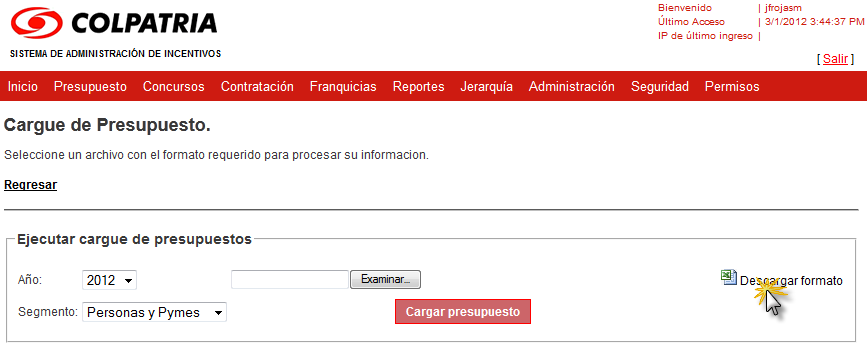 COLPATRIA
SISTEMA DE ADMINISTRACIÓN DE INCENTIVOS
Bienvenido | jfrojasm
Último Acceso | 3/1/2012 3:44:37 PM
IP de último ingreso |
[ Salir ]
Inicio Presupuesto Concursos Contratación Franquicias Reportes Jerarquía Administración Seguridad Permisos
Cargue de Presupuesto.
Seleccione un archivo con el formato requerido para procesar su informacion.
Regresar
Ejecutar cargue de presupuestos
Año: 2012 Examinar... Descargar formato
Segmento: Personas y Pymes Cargar presupuesto